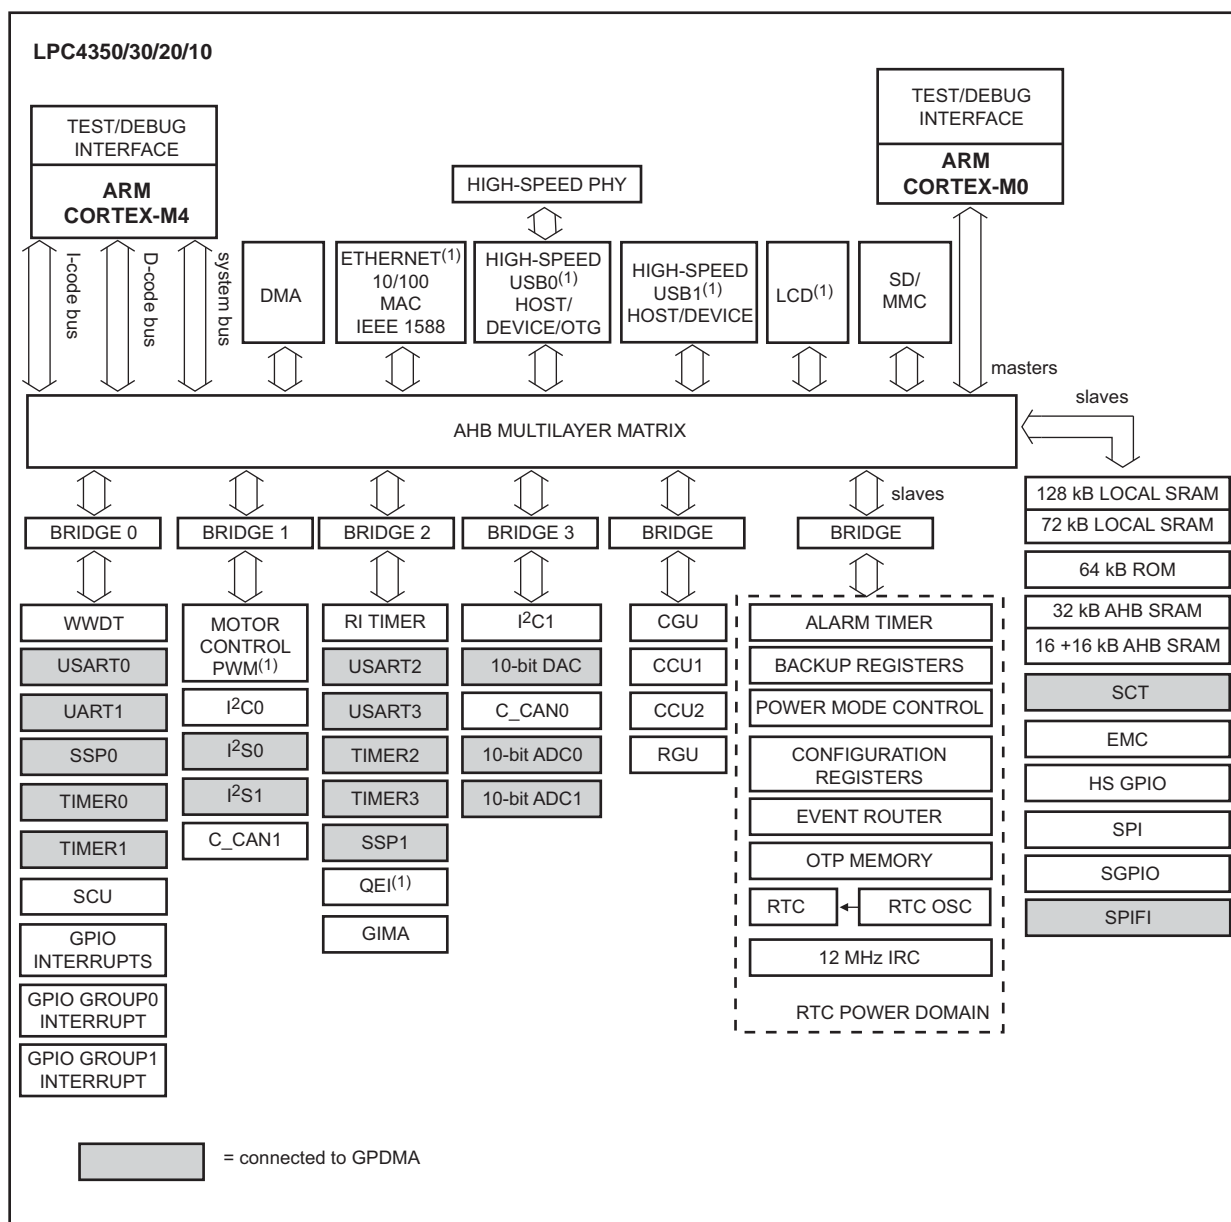 LPC4350/30/20/10
TEST/DEBUG
INTERFACE
ARM
CORTEX-M4
TEST/DEBUG
INTERFACE
ARM
CORTEX-M0
HIGH-SPEED PHY
I-code bus
D-code bus
system bus
DMA
ETHERNET(1)
10/100
MAC
IEEE 1588
HIGH-SPEED
USB0(1)
HOST/
DEVICE/OTG
HIGH-SPEED
USB1(1)
HOST/DEVICE
LCD(1)
SD/
MMC
masters
slaves
AHB MULTILAYER MATRIX
slaves
BRIDGE 0
BRIDGE 1
BRIDGE 2
BRIDGE 3
BRIDGE
BRIDGE
WWDT
USART0
UART1
SSP0
TIMER0
TIMER1
SCU
GPIO
INTERRUPTS
GPIO GROUP0
INTERRUPT
GPIO GROUP1
INTERRUPT
MOTOR
CONTROL
PWM(1)
I2C0
I2S0
I2S1
C_CAN1
RI TIMER
USART2
USART3
TIMER2
TIMER3
SSP1
QEI(1)
GIMA
I2C1
10-bit DAC
C_CAN0
10-bit ADC0
10-bit ADC1
CGU
CCU1
CCU2
RGU
ALARM TIMER
BACKUP REGISTERS
POWER MODE CONTROL
CONFIGURATION
REGISTERS
EVENT ROUTER
OTP MEMORY
RTC
RTC OSC
12 MHz IRC
RTC POWER DOMAIN
128 kB LOCAL SRAM
72 kB LOCAL SRAM
64 kB ROM
32 kB AHB SRAM
16 +16 kB AHB SRAM
SCT
EMC
HS GPIO
SPI
SGPIO
SPIFI
= connected to GPDMA